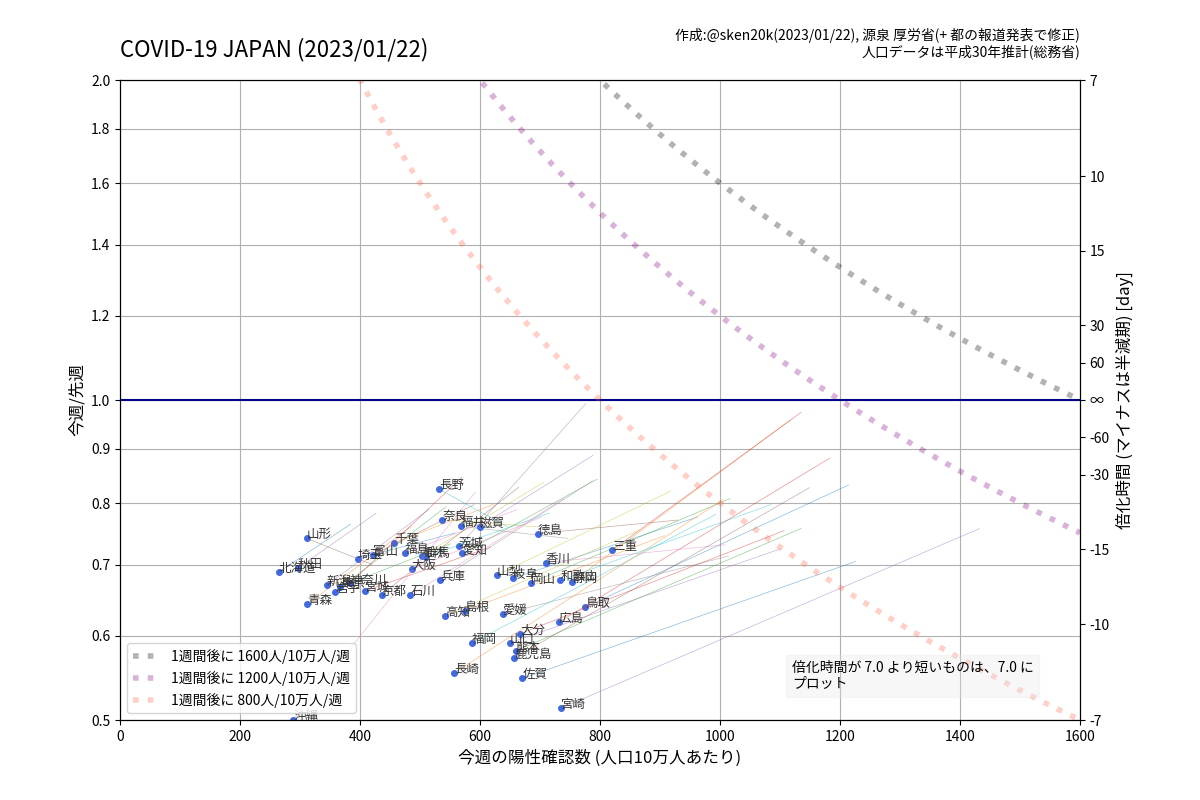 COVID-19 JAPAN (2023/01/22)
作成:@sken20k(2023/01/22), 源泉 厚労省(+ 都の報道発表で修正)
人口データは平成30年推計(総務省)
2.0
1.8
1.6
1.4
1.2
1.0
0.9
0.8
0.7
0.6
0.5
今週/先週
7
10
15
30
60
∞
-60
-30
-15
-10
-7
倍化時間 (マイナスは半減期) [day]
長野
奈良
福井
滋賀
徳島
山形
千葉
茨城
愛知
三重
富山
福島
群馬
埼玉
香川
大阪
秋田
北海道
兵庫
山梨
岐阜
岡山
和歌山
静岡
新潟
神奈川
岩手
宮城
京都
石川
青森
鳥取
島根
高知
愛媛
広島
大分
福岡
山口
熊本
鹿児島
長崎
佐賀
宮崎
沖縄
1週間後に 1600人/10万人/週
1週間後に 1200人/10万人/週
1週間後に 800人/10万人/週
倍化時間が 7.0 より短いものは、7.0 に
プロット
0
200
400
600
800
1000
1200
1400
1600
今週の陽性確認数 (人口10万人あたり)